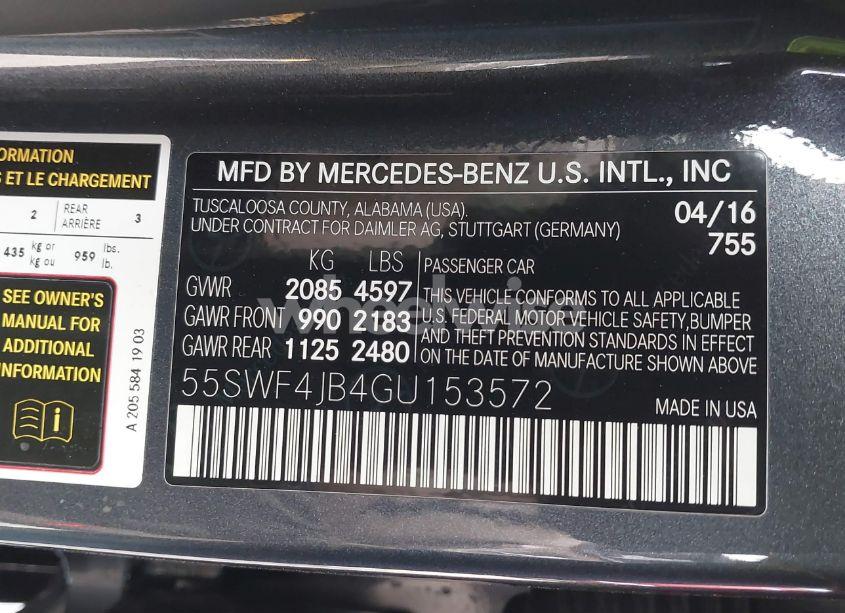 ORMATION
S ET LE CHARGEMENT
2 REAR ARRIÈRE 3
435 kg or kg ou 959 lbs. lb.
SEE OWNER'S
MANUAL FOR
ADDITIONAL
INFORMATION
A 205 584 19 03
MFD BY MERCEDES-BENZ U.S. INTL., INC
TUSCALOOSA COUNTY, ALABAMA (USA). 04/16
UNDER CONTRACT FOR DAIMLER AG, STUTTGART (GERMANY) 755
KG LBS PASSENGER CAR
GVWR 2085 4597
GAWR FRONT 990 2183
GAWR REAR 1125 2480
THIS VEHICLE CONFORMS TO ALL APPLICABLE
U.S. FEDERAL MOTOR VEHICLE SAFETY,BUMPER
AND THEFT PREVENTION STANDARDS IN EFFECT
ON THE DATE OF MANUFACTURE SHOWN ABOVE
55SWF4JB4GU153572
MADE IN USA